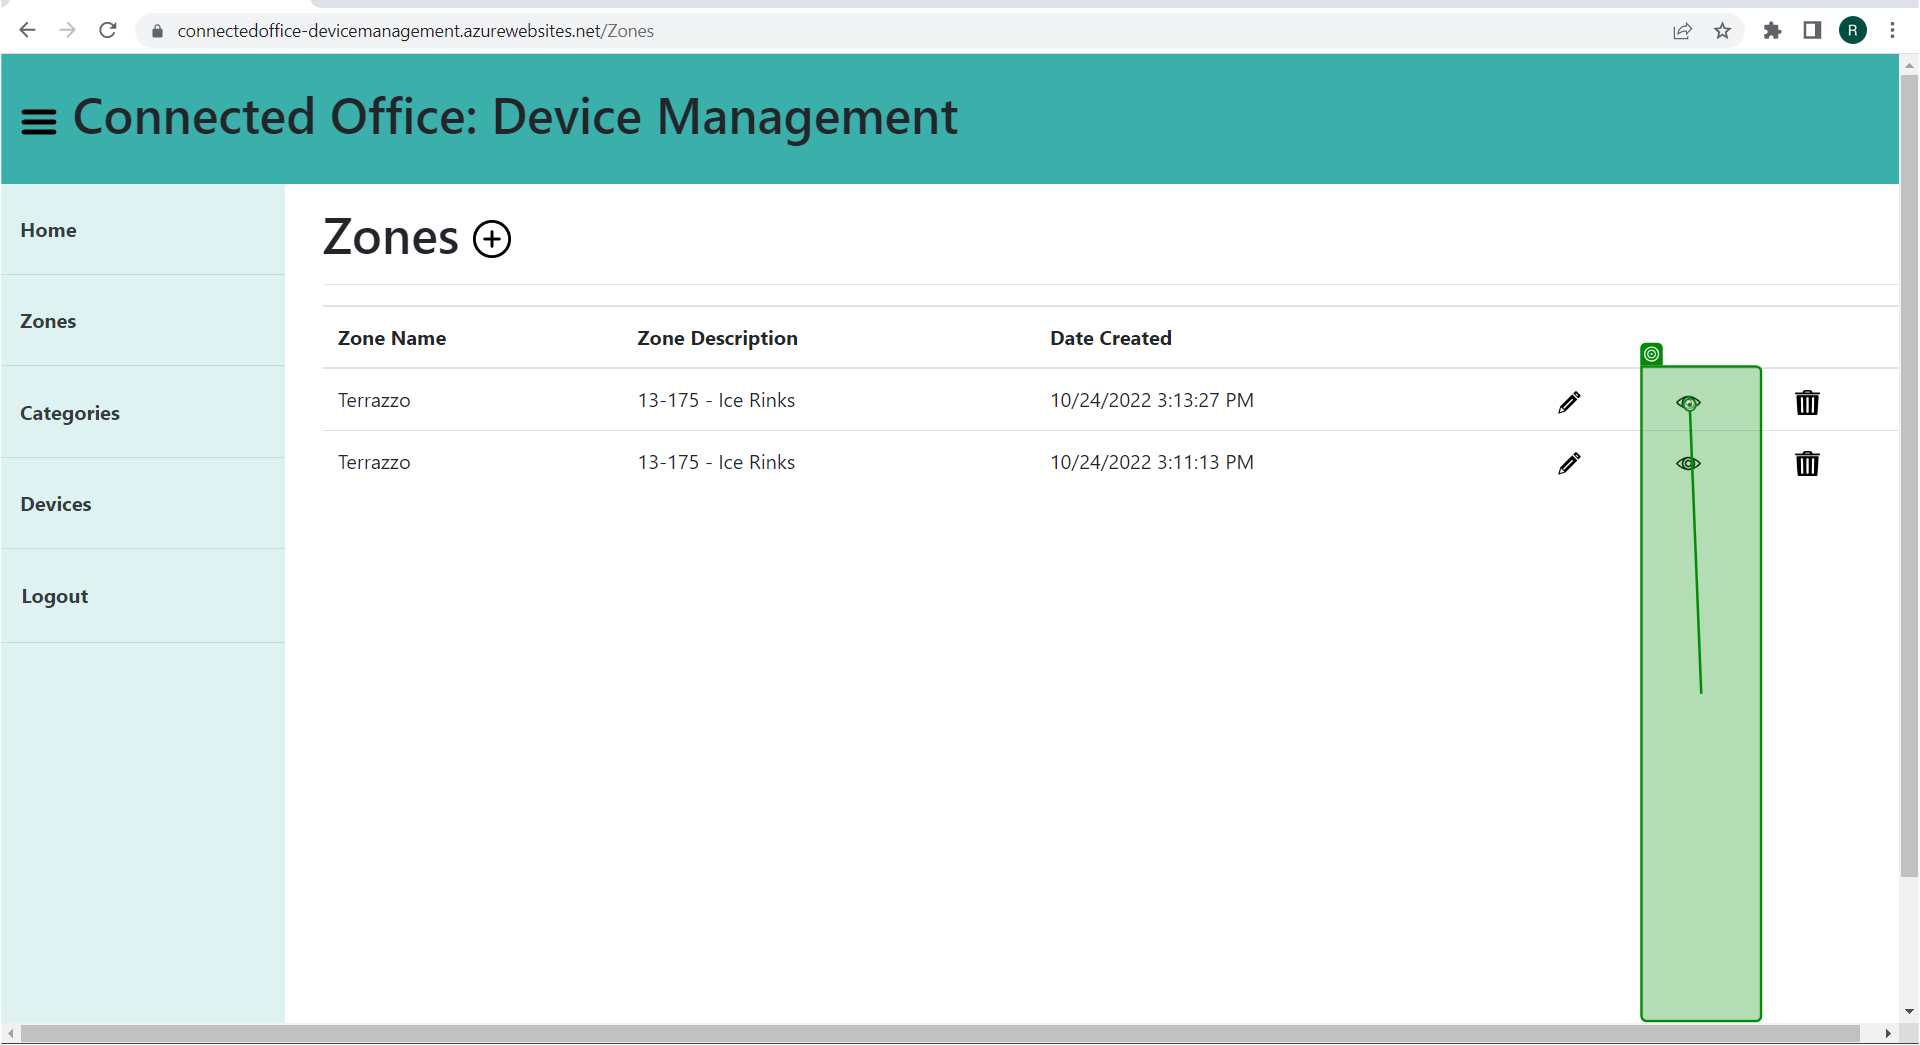 connectedoffice-devicemanagement.azurewebsites.net/Zones
R
Connected Office: Device Management
Home
Zones
Categories
Devices
Logout
Zones
Zone Name Zone Description Date Created
Terrazzo 13-175 - Ice Rinks 10/24/2022 3:13:27 PM
Terrazzo 13-175 - Ice Rinks 10/24/2022 3:11:13 PM